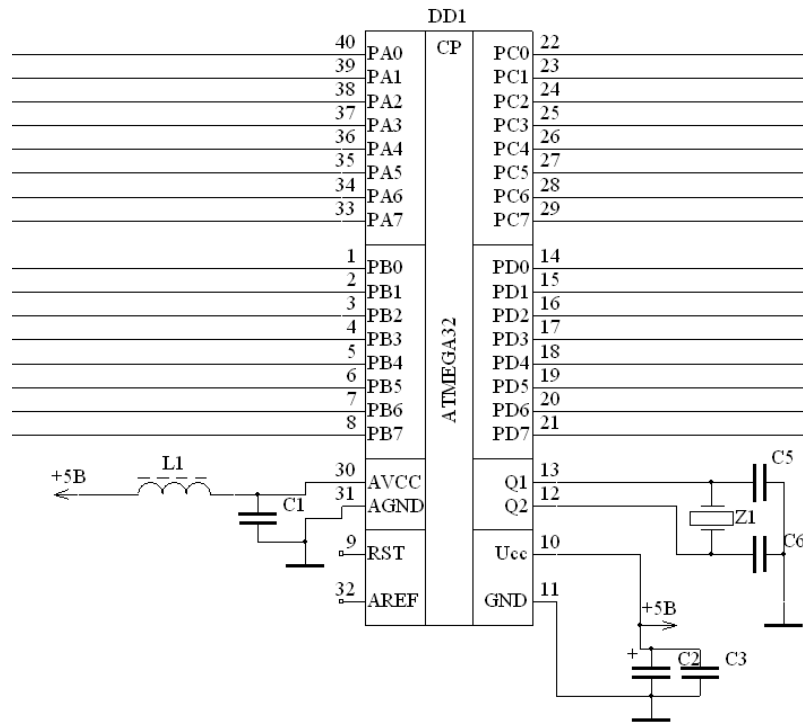 DD1
40 PA0 CP PC0 22
39 PA1 PC1 23
38 PA2 PC2 24
37 PA3 PC3 25
36 PA4 PC4 26
35 PA5 PC5 27
34 PA6 PC6 28
33 PA7 PC7 29
1 PB0 PD0 14
2 PB1 PD1 15
3 PB2 PD2 16
4 PB3 PD3 17
5 PB4 PD4 18
6 PB5 PD5 19
7 PB6 PD6 20
8 PB7 PD7 21
ATMEGA32
+5В L1 30 AVCC Q1 13 C5
C1 31 AGND Q2 12 Z1
9 RST Ucc 10 C6
32 AREF GND 11 +5В
+ C2 C3